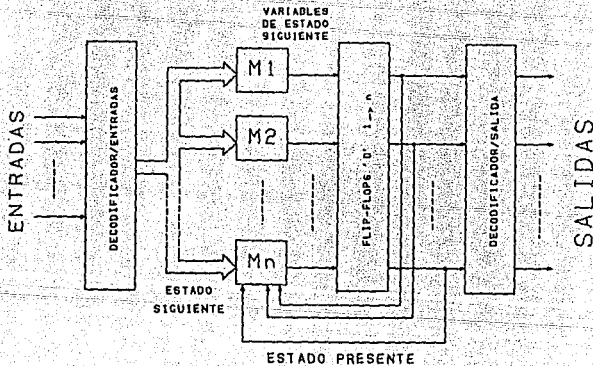 VARIABLES
DE ESTADO
SIGUIENTE
ENTRADAS
DECODIFICADOR/ENTRADAS
M1
M2
Mn
FLIP-FLOPS 'D' 1→n
DECODIFICADOR/SALIDA
SALIDAS
ESTADO
SIGUIENTE
ESTADO PRESENTE